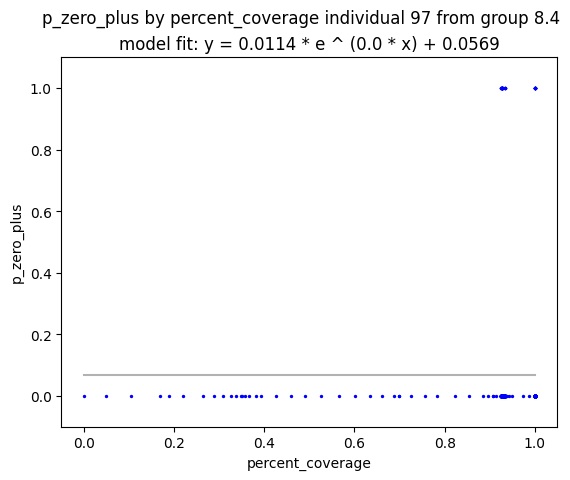 p_zero_plus by percent_coverage individual 97 from group 8.4
model fit: y = 0.0114 * e ^ (0.0 * x) + 0.0569
1.0
0.8
0.6
0.4
0.2
0.0
p_zero_plus
0.0 0.2 0.4 0.6 0.8 1.0
percent_coverage